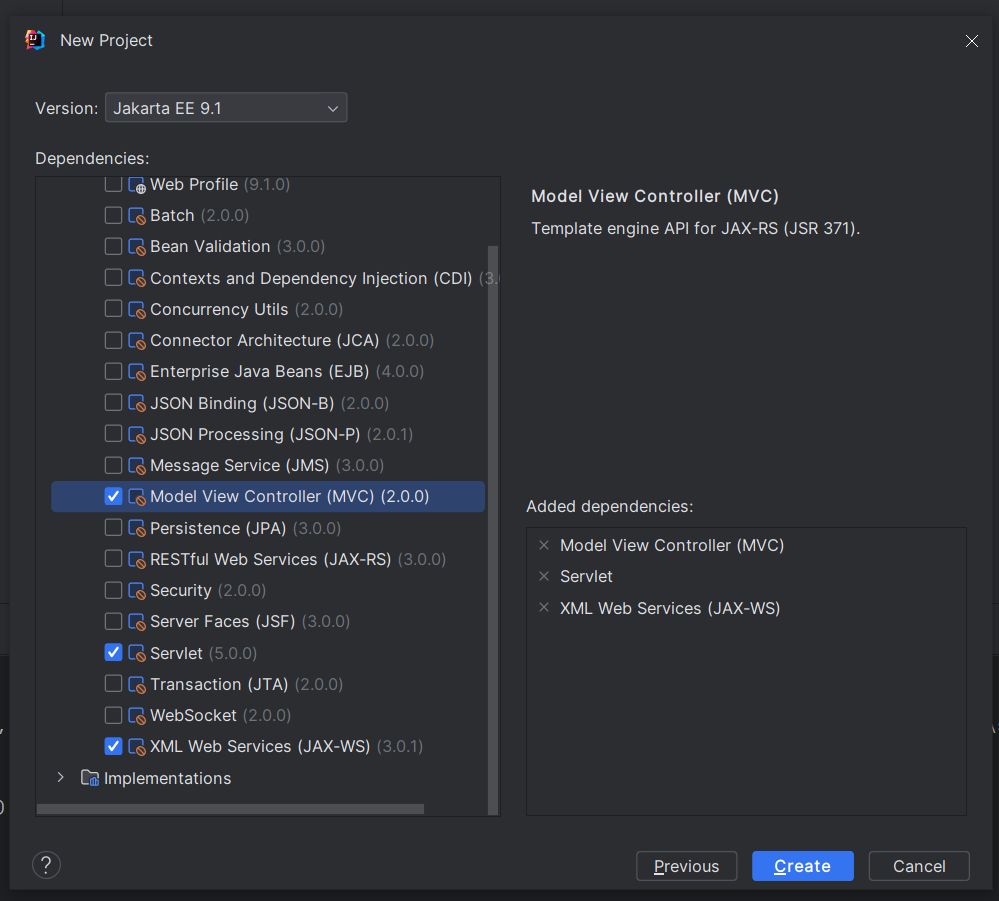 New Project
Version: Jakarta EE 9.1
Dependencies:
Web Profile (9.1.0)
Batch (2.0.0)
Bean Validation (3.0.0)
Contexts and Dependency Injection (CDI) (3.
Concurrency Utils (2.0.0)
Connector Architecture (JCA) (2.0.0)
Enterprise Java Beans (EJB) (4.0.0)
JSON Binding (JSON-B) (2.0.0)
JSON Processing (JSON-P) (2.0.1)
Message Service (JMS) (3.0.0)
Model View Controller (MVC) (2.0.0)
Persistence (JPA) (3.0.0)
RESTful Web Services (JAX-RS) (3.0.0)
Security (2.0.0)
Server Faces (JSF) (3.0.0)
Servlet (5.0.0)
Transaction (JTA) (2.0.0)
WebSocket (2.0.0)
XML Web Services (JAX-WS) (3.0.1)
Implementations
Model View Controller (MVC)
Template engine API for JAX-RS (JSR 371).
Added dependencies:
Model View Controller (MVC)
Servlet
XML Web Services (JAX-WS)
?
Previous
Create
Cancel